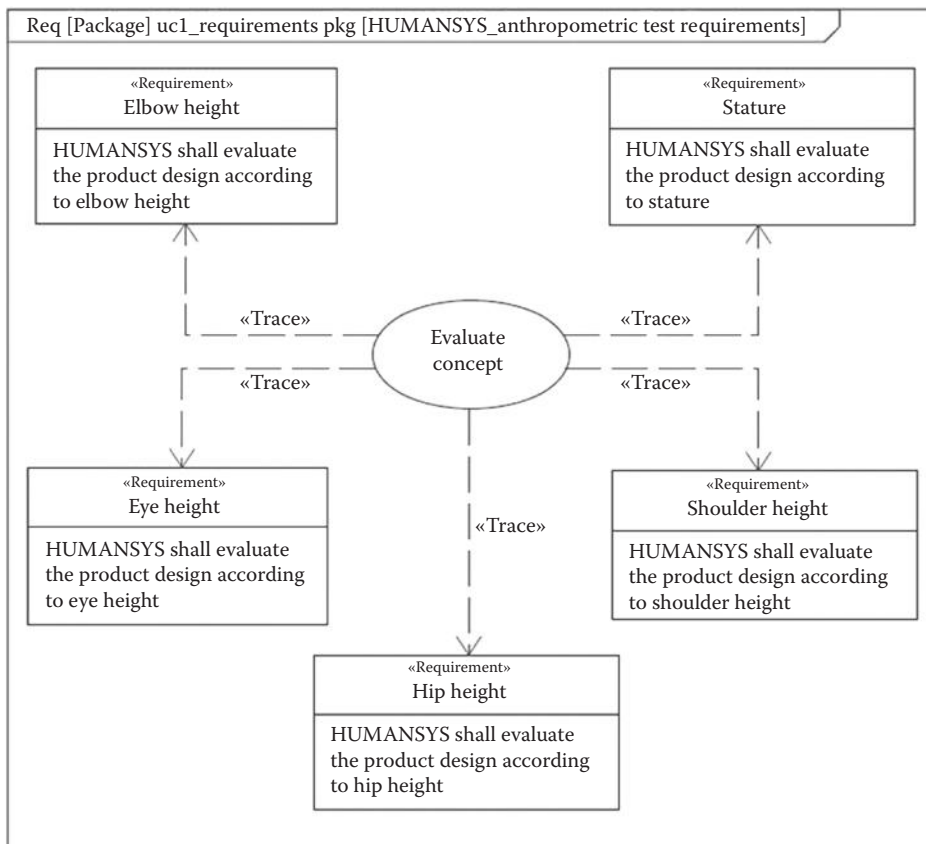 Req [Package] uc1_requirements pkg [HUMANSYS_anthropometric test requirements]
«Requirement»
Elbow height
HUMANSYS shall evaluate
the product design according
to elbow height
«Requirement»
Stature
HUMANSYS shall evaluate
the product design according
to stature
«Trace»
Evaluate
concept
«Trace»
«Trace»
«Trace»
«Requirement»
Eye height
HUMANSYS shall evaluate
the product design according
to eye height
«Trace»
«Requirement»
Shoulder height
HUMANSYS shall evaluate
the product design according
to shoulder height
«Requirement»
Hip height
HUMANSYS shall evaluate
the product design according
to hip height